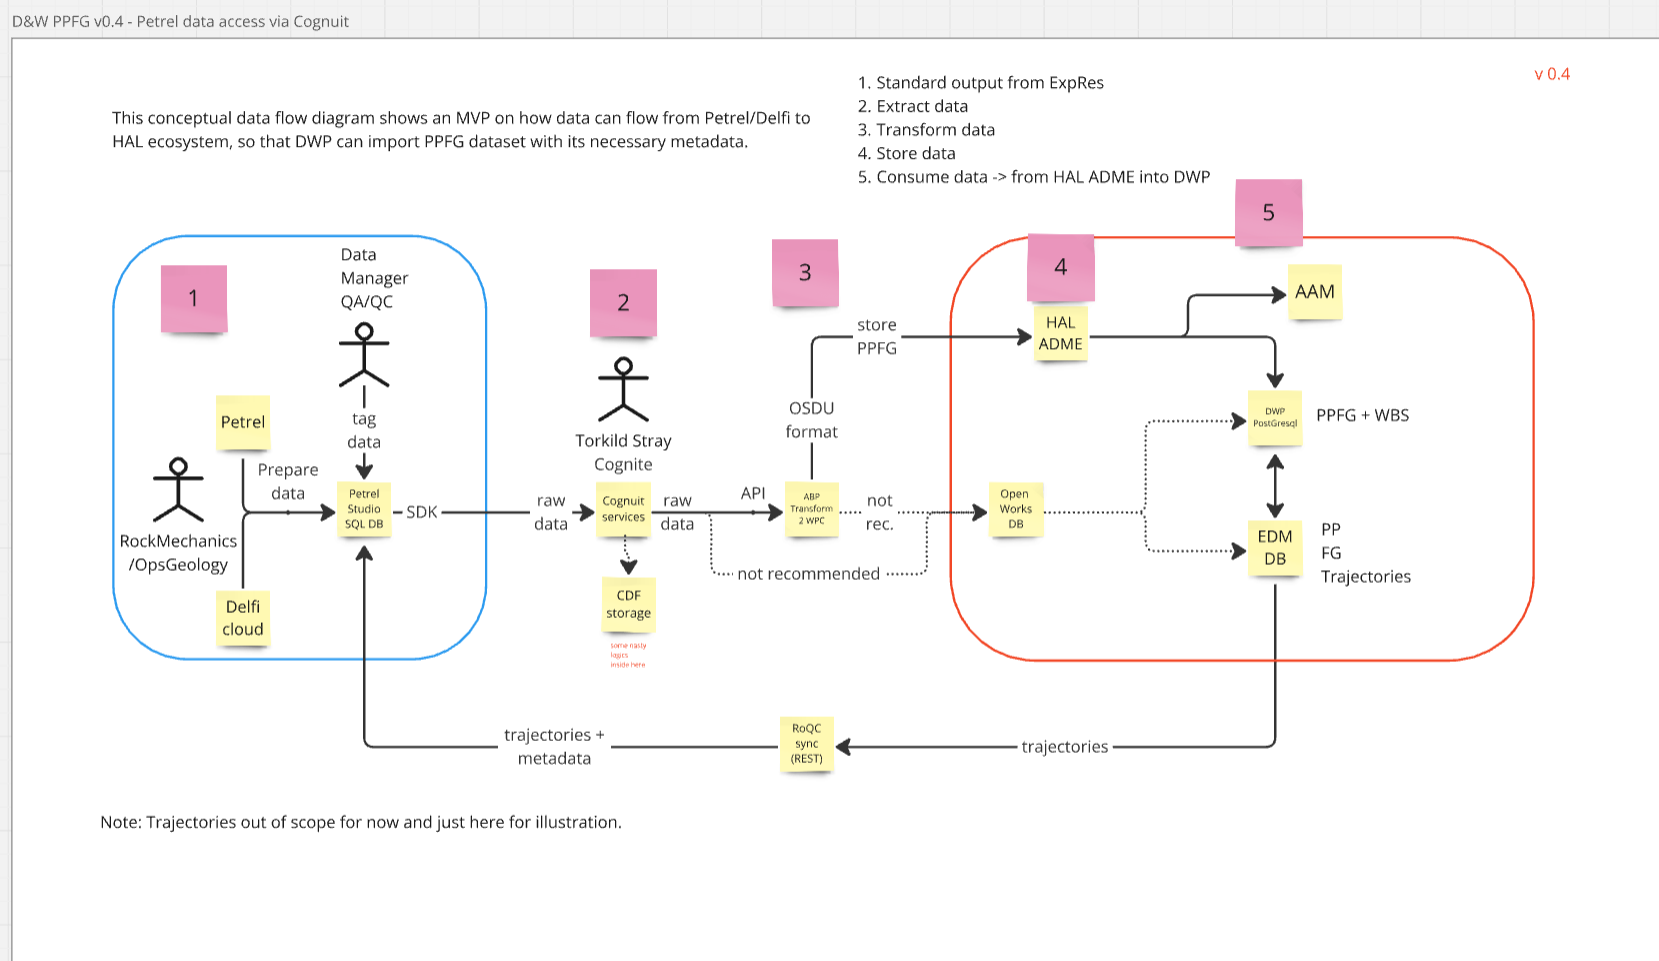 D&W PPFG v0.4 - Petrel data access via Cognuit
v 0.4
This conceptual data flow diagram shows an MVP on how data can flow from Petrel/Delfi to
HAL ecosystem, so that DWP can import PPFG dataset with its necessary metadata.
1. Standard output from ExpRes
2. Extract data
3. Transform data
4. Store data
5. Consume data -> from HAL ADME into DWP
1
Data
Manager
QA/QC
tag
data
Petrel
Prepare
data
RockMechanics
/OpsGeology
Delfi
cloud
Petrel
Studio
SQL DB
SDK
raw
data
2
Torkild Stray
Cognite
Cognuit
services
raw
data
CDF
storage
some nasty
logics
inside here
API
3
store
PPFG
OSDU
format
ABP
Transform
2 WPC
not
rec.
not recommended
4
HAL
ADME
5
AAM
DWP
PostGresql
PPFG + WBS
Open
Works
DB
EDM
DB
PP
FG
Trajectories
trajectories
RoQC
sync
(REST)
trajectories +
metadata
Note: Trajectories out of scope for now and just here for illustration.